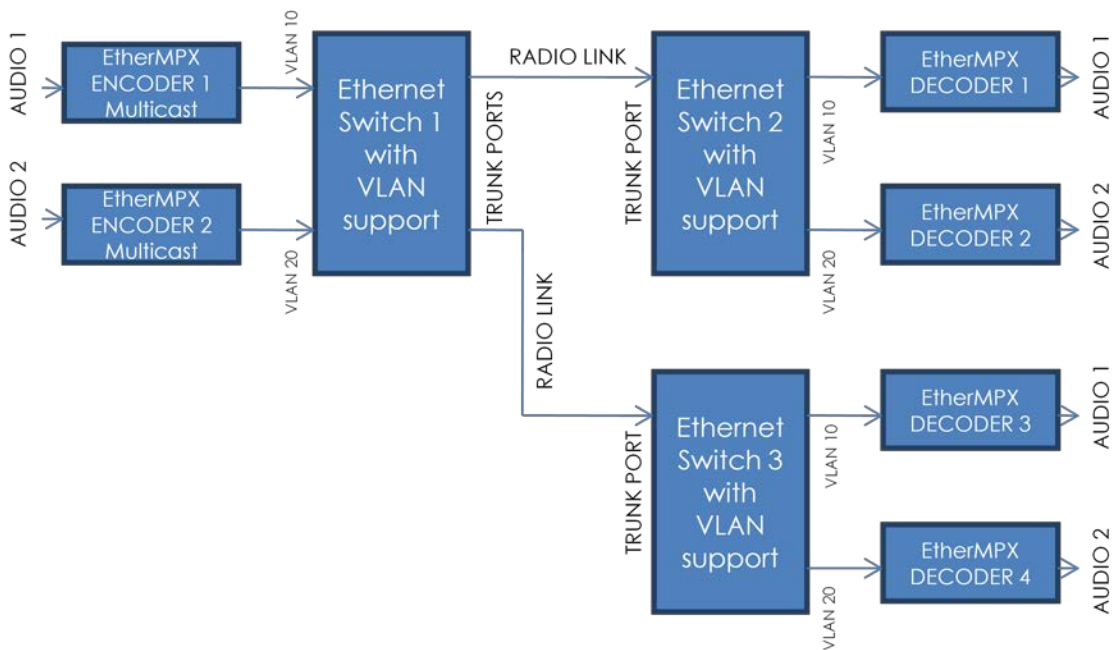 AUDIO 1
EtherMPX
ENCODER 1
Multicast
VLAN 10
AUDIO 2
EtherMPX
ENCODER 2
Multicast
VLAN 20
Ethernet
Switch 1
with
VLAN
support
TRUNK PORTS
RADIO LINK
RADIO LINK
TRUNK PORT
Ethernet
Switch 2
with
VLAN
support
VLAN 10
EtherMPX
DECODER 1
AUDIO 1
VLAN 20
EtherMPX
DECODER 2
AUDIO 2
TRUNK PORT
Ethernet
Switch 3
with
VLAN
support
VLAN 10
EtherMPX
DECODER 3
AUDIO 1
VLAN 20
EtherMPX
DECODER 4
AUDIO 2